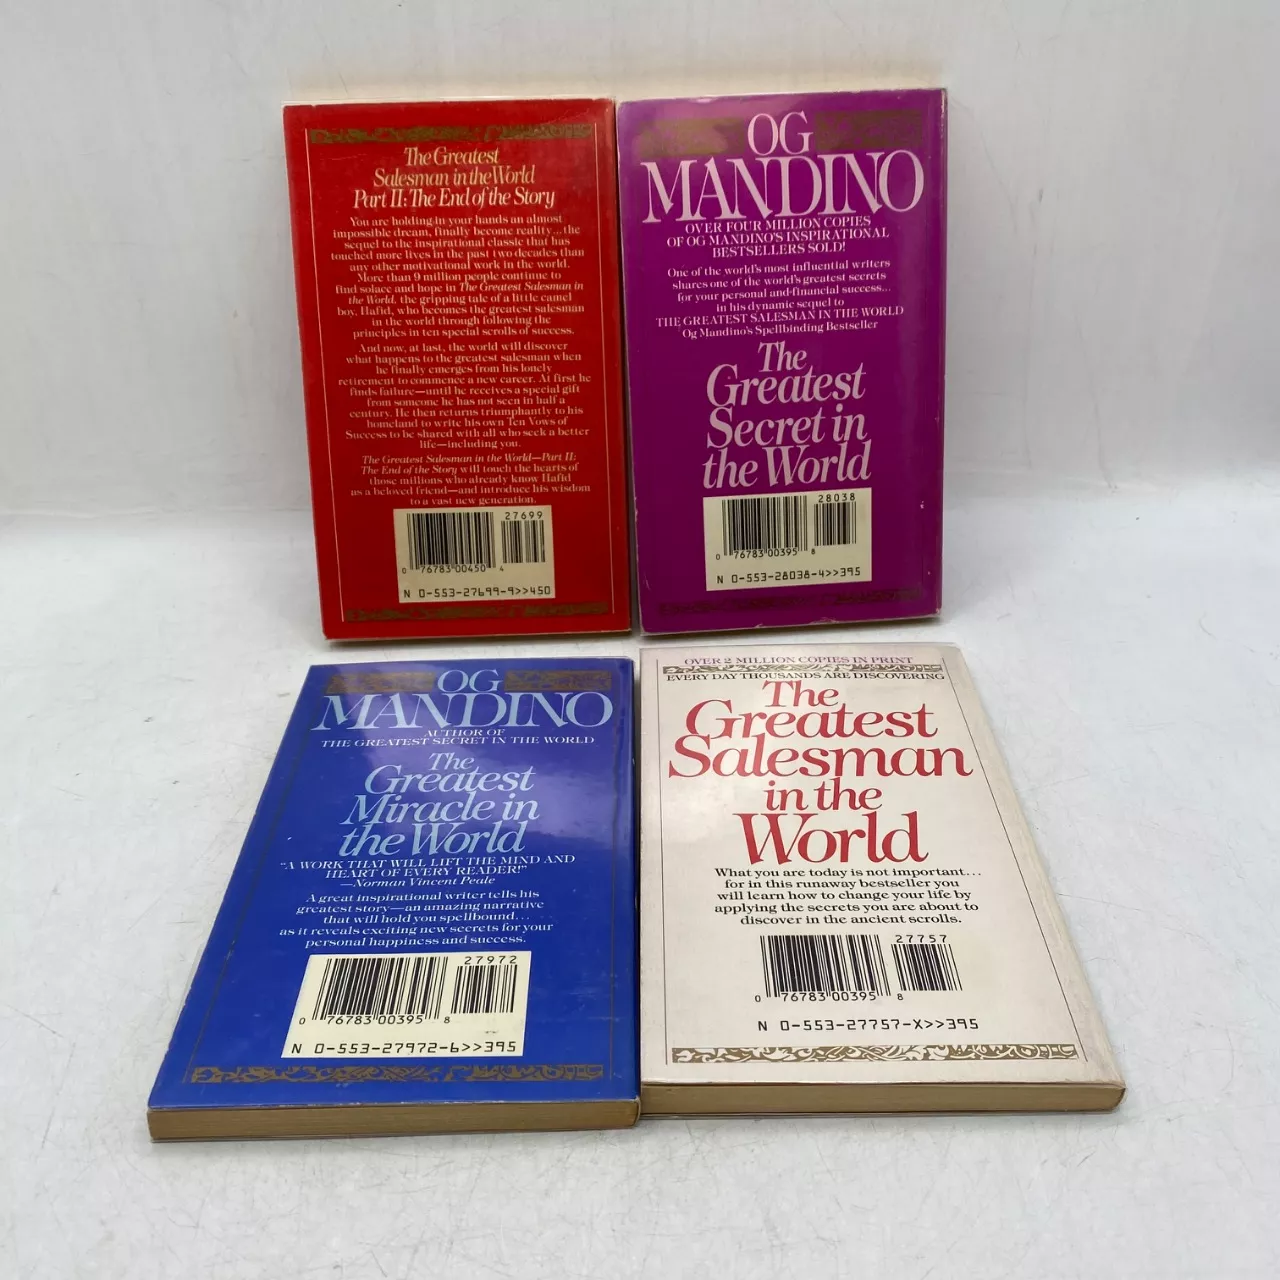 The Greatest
Salesman in the World
Part II: The End of the Story
You are holding in your hands an almost
impossible dream, finally become reality...the
sequel to the inspirational classic that has
touched more lives in the past two decades than
any other motivational work in the world.
More than 9 million people continue to
find solace and hope in The Greatest Salesman in
the World, the gripping tale of a little camel
boy, Hafid, who becomes the greatest salesman
in the world through following the
principles in ten special scrolls of success.
And now, at last, the world will discover
what happens to the greatest salesman when
he finally emerges from his lonely
retirement to commence a new career. At first he
finds failure—until he receives a special gift
from someone he has not seen in half a
century. He then returns triumphantly to his
homeland to write his own Ten Vows of
Success to be shared with all who seek a better
life—including you.
The Greatest Salesman in the World—Part II:
The End of the Story will touch the hearts of
those millions who already know Hafid
as a beloved friend—and introduce his wisdom
to a vast new generation.
27699
0 76783 00450 4
N 0-553-27699-9>>450
OG
MANDINO
OVER FOUR MILLION COPIES
OF OG MANDINO'S INSPIRATIONAL
BESTSELLERS SOLD!
One of the world's most influential writers
shares one of the world's greatest secrets
for your personal and financial success...
in his dynamic sequel to
THE GREATEST SALESMAN IN THE WORLD
Og Mandino's Spellbinding Bestseller
The
Greatest
Secret in
the World
28038
0 76783 00395 8
N 0-553-28038-4>>395
OG
MANDINO
AUTHOR OF
THE GREATEST SECRET IN THE WORLD
The
Greatest
Miracle in
the World
"A WORK THAT WILL LIFT THE MIND AND
HEART OF EVERY READER!"
—Norman Vincent Peale
A great inspirational writer tells his
greatest story—an amazing narrative
that will hold you spellbound...
as it reveals exciting new secrets for your
personal happiness and success.
27972
0 76783 00395 8
N 0-553-27972-6>>395
OVER 2 MILLION COPIES IN PRINT
EVERY DAY THOUSANDS ARE DISCOVERING
The
Greatest
Salesman
in the
World
What you are today is not important...
for in this runaway bestseller you
will learn how to change your life by
applying the secrets you are about to
discover in the ancient scrolls.
27757
0 76783 00395 8
N 0-553-27757-X>>395